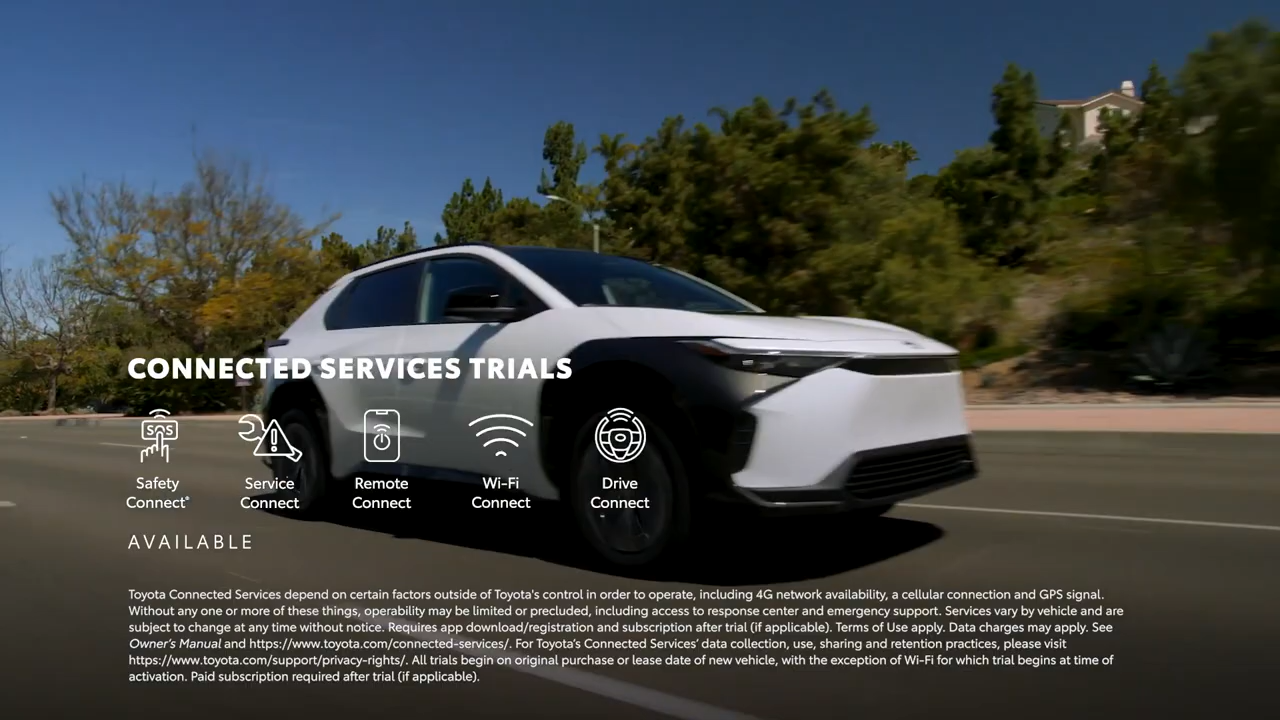 CONNECTED SERVICES TRIALS
SOS
Safety Connect®
Service Connect
Remote Connect
Wi-Fi Connect
Drive Connect
AVAILABLE
Toyota Connected Services depend on certain factors outside of Toyota's control in order to operate, including 4G network availability, a cellular connection and GPS signal.
Without any one or more of these things, operability may be limited or precluded, including access to response center and emergency support. Services vary by vehicle and are
subject to change at any time without notice. Requires app download/registration and subscription after trial (if applicable). Terms of Use apply. Data charges may apply. See
Owner's Manual and https://www.toyota.com/connected-services/. For Toyota's Connected Services' data collection, use, sharing and retention practices, please visit
https://www.toyota.com/support/privacy-rights/. All trials begin on original purchase or lease date of new vehicle, with the exception of Wi-Fi for which trial begins at time of
activation. Paid subscription required after trial (if applicable).